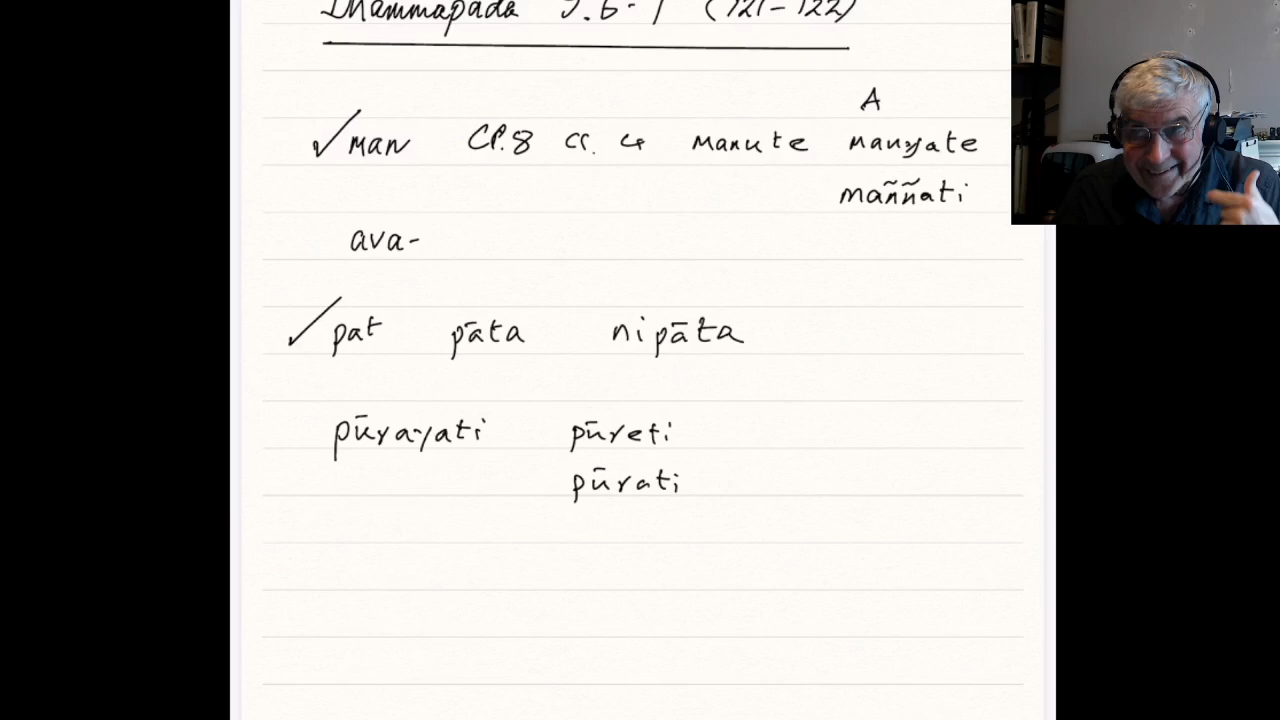 Dhammapada 9.6-7 (121-122)
A
√man CP.8 cl. 4 manute manyate
maññati
ava-
√pat pāta nipāta
pūrayati pūreti
pūrati